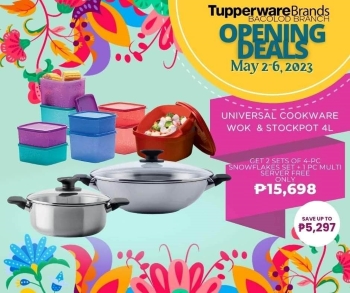 TupperwareBrands
BACOLOD BRANCH
OPENING
DEALS
May 2-6, 2023
UNIVERSAL COOKWARE
WOK & STOCKPOT 4L
GET 2 SETS OF 4-PC
SNOWFLAKES SET + 1 PC MULTI
SERVER FREE
ONLY
₱15,698
SAVE UP TO
₱5,297